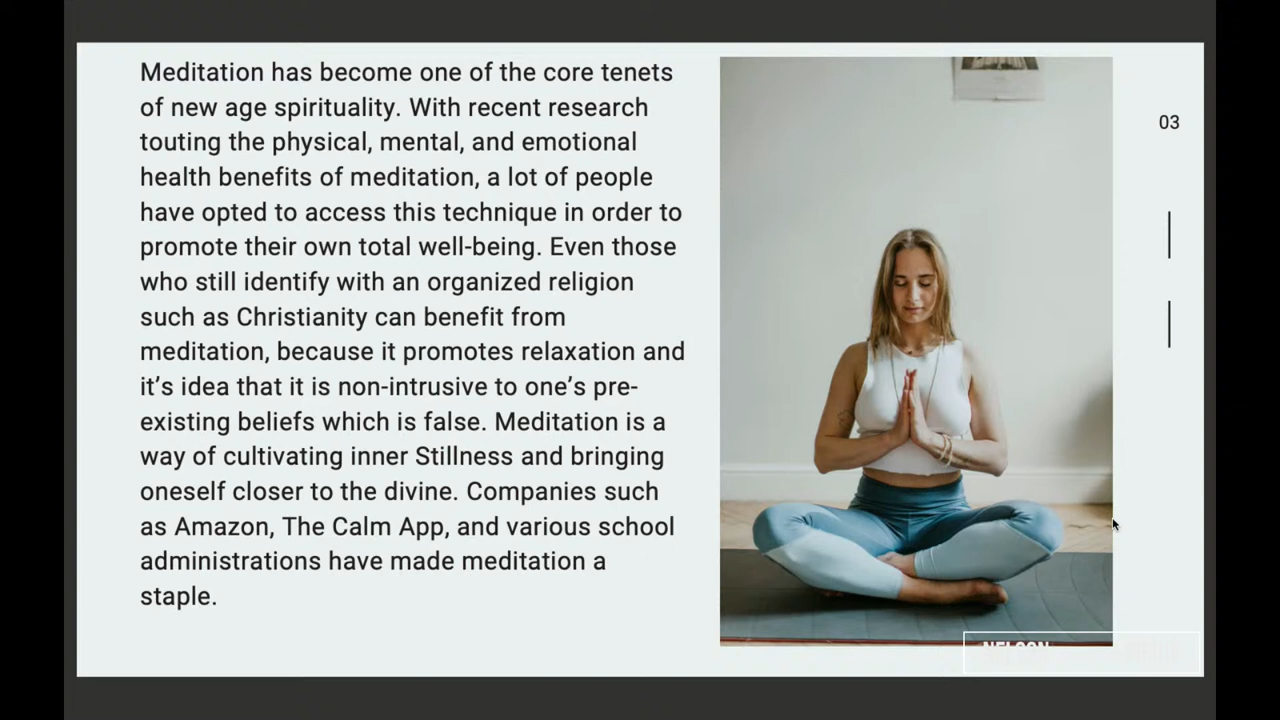 Meditation has become one of the core tenets
of new age spirituality. With recent research
touting the physical, mental, and emotional
health benefits of meditation, a lot of people
have opted to access this technique in order to
promote their own total well-being. Even those
who still identify with an organized religion
such as Christianity can benefit from
meditation, because it promotes relaxation and
it’s idea that it is non-intrusive to one’s pre-
existing beliefs which is false. Meditation is a
way of cultivating inner Stillness and bringing
oneself closer to the divine. Companies such
as Amazon, The Calm App, and various school
administrations have made meditation a
staple.
03